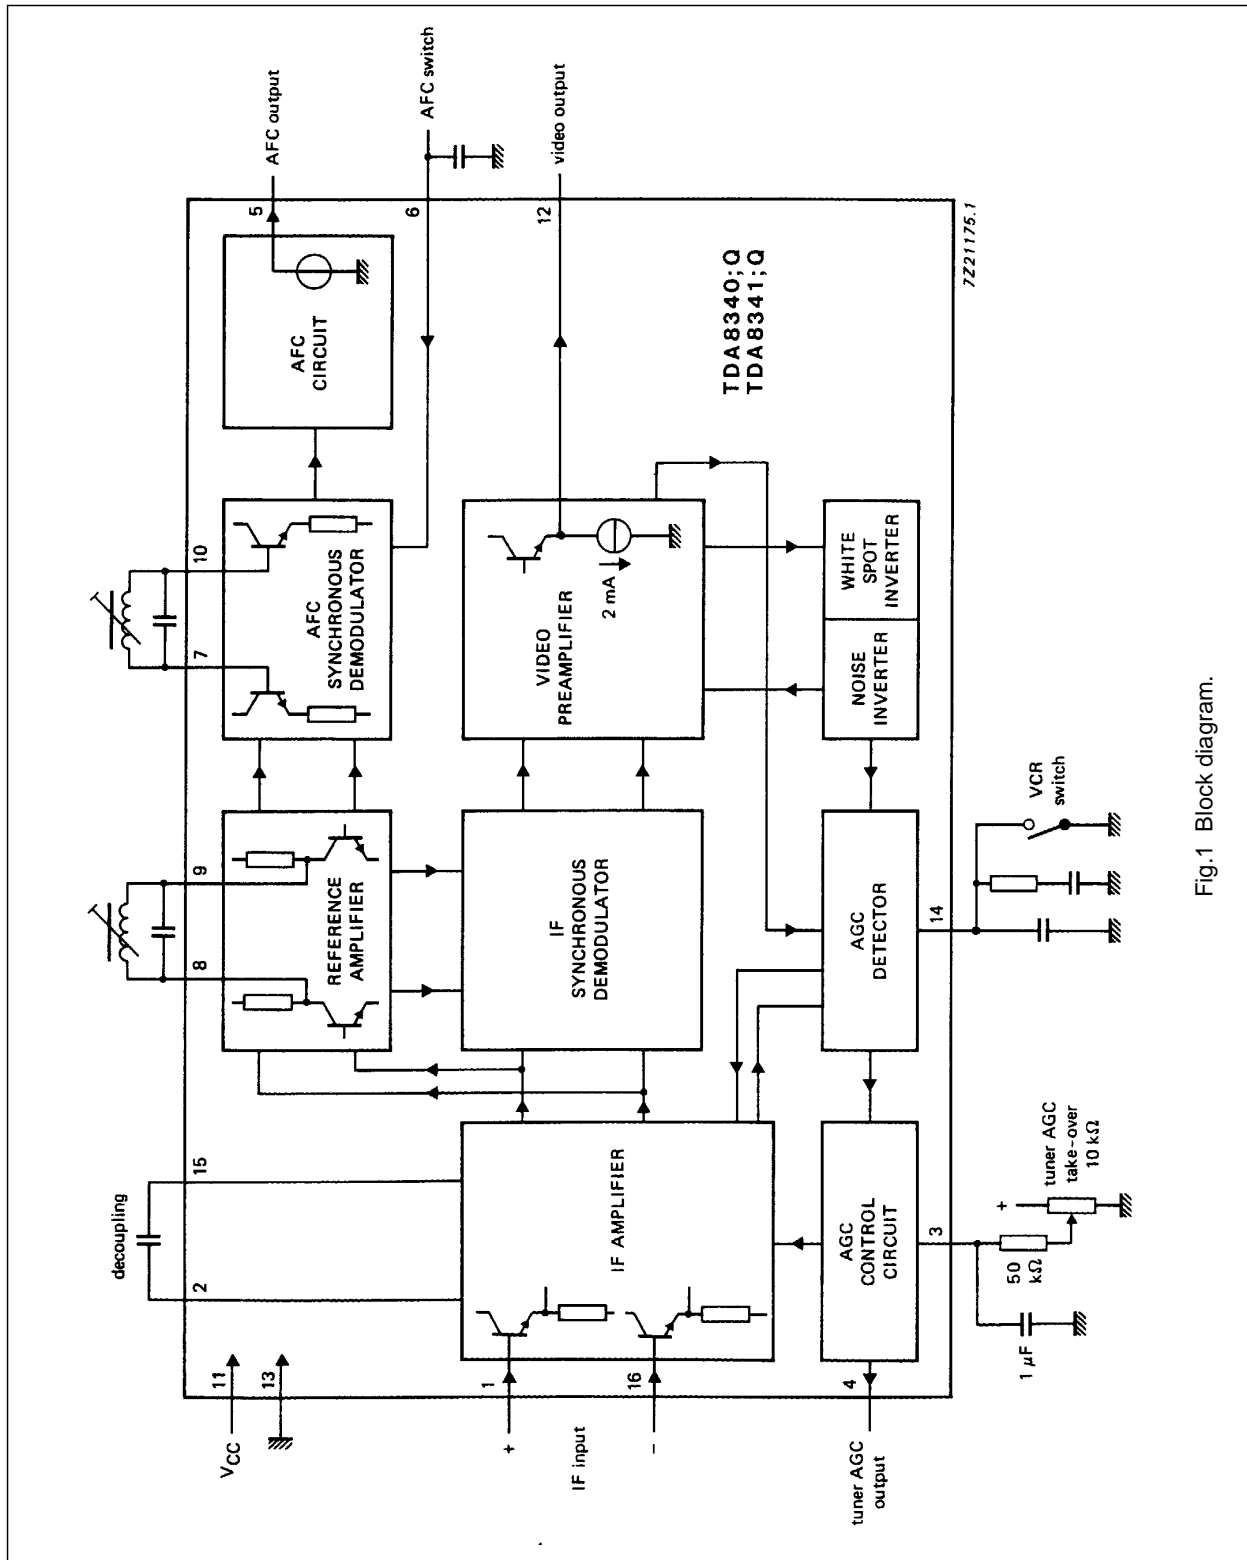 decoupling
2
15
8
9
7
10
VCC
11
13
REFERENCE
AMPLIFIER
AFC
SYNCHRONOUS
DEMODULATOR
AFC
CIRCUIT
5
AFC output
6
AFC switch
+
1
IF input
16
−
IF AMPLIFIER
IF
SYNCHRONOUS
DEMODULATOR
VIDEO
PREAMPLIFIER
2 mA
12
video output
TDA8340;Q
TDA8341;Q
tuner AGC
output
4
AGC
CONTROL
CIRCUIT
AGC
DETECTOR
NOISE
INVERTER
WHITE
SPOT
INVERTER
3
14
7Z21175.1
1 μF
50
kΩ
+
tuner AGC
take-over
10 kΩ
VCR
switch
Fig.1 Block diagram.